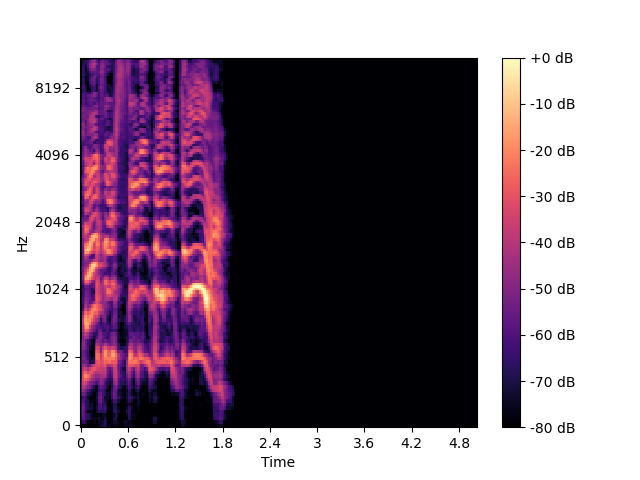 8192
4096
2048
1024
512
0
Hz
0 0.6 1.2 1.8 2.4 3 3.6 4.2 4.8
Time
+0 dB
-10 dB
-20 dB
-30 dB
-40 dB
-50 dB
-60 dB
-70 dB
-80 dB